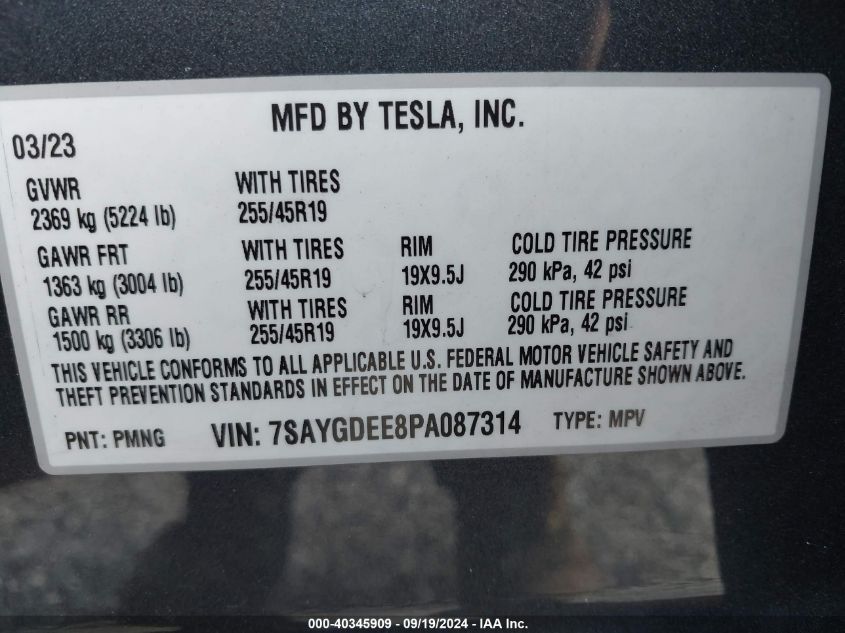 MFD BY TESLA, INC.
03/23
GVWR WITH TIRES
2369 kg (5224 lb) 255/45R19
GAWR FRT WITH TIRES RIM COLD TIRE PRESSURE
1363 kg (3004 lb) 255/45R19 19X9.5J 290 kPa, 42 psi
GAWR RR WITH TIRES RIM COLD TIRE PRESSURE
1500 kg (3306 lb) 255/45R19 19X9.5J 290 kPa, 42 psi
THIS VEHICLE CONFORMS TO ALL APPLICABLE U.S. FEDERAL MOTOR VEHICLE SAFETY AND
THEFT PREVENTION STANDARDS IN EFFECT ON THE DATE OF MANUFACTURE SHOWN ABOVE.
PNT: PMNG VIN: 7SAYGDEE8PA087314 TYPE: MPV
000-40345909 - 09/19/2024 - IAA Inc.